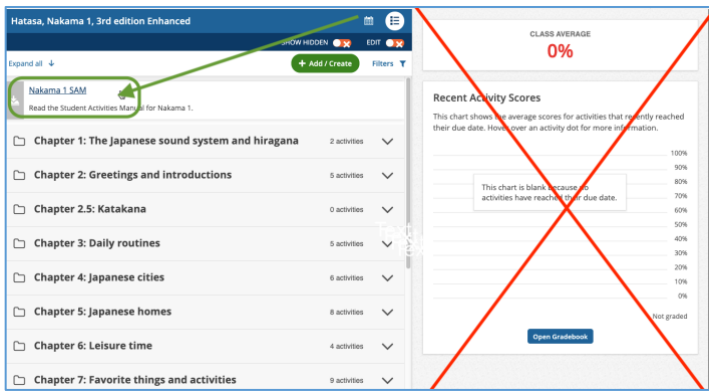 Hatasa, Nakama 1, 3rd edition Enhanced
SHOW HIDDEN
EDIT
Expand all
+ Add / Create
Filters
Nakama 1 SAM
Read the Student Activities Manual for Nakama 1.
Chapter 1: The Japanese sound system and hiragana 2 activities
Chapter 2: Greetings and introductions 5 activities
Chapter 2.5: Katakana 0 activities
Chapter 3: Daily routines 5 activities
Chapter 4: Japanese cities 6 activities
Chapter 5: Japanese homes 8 activities
Chapter 6: Leisure time 4 activities
Chapter 7: Favorite things and activities 9 activities
CLASS AVERAGE
0%
Recent Activity Scores
This chart shows the average scores for activities that recently reached
their due date. Hover over an activity dot for more information.
100%
90%
80%
70%
60%
50%
40%
30%
20%
10%
0%
This chart is blank because no
activities have reached their due date.
Not graded
Open Gradebook